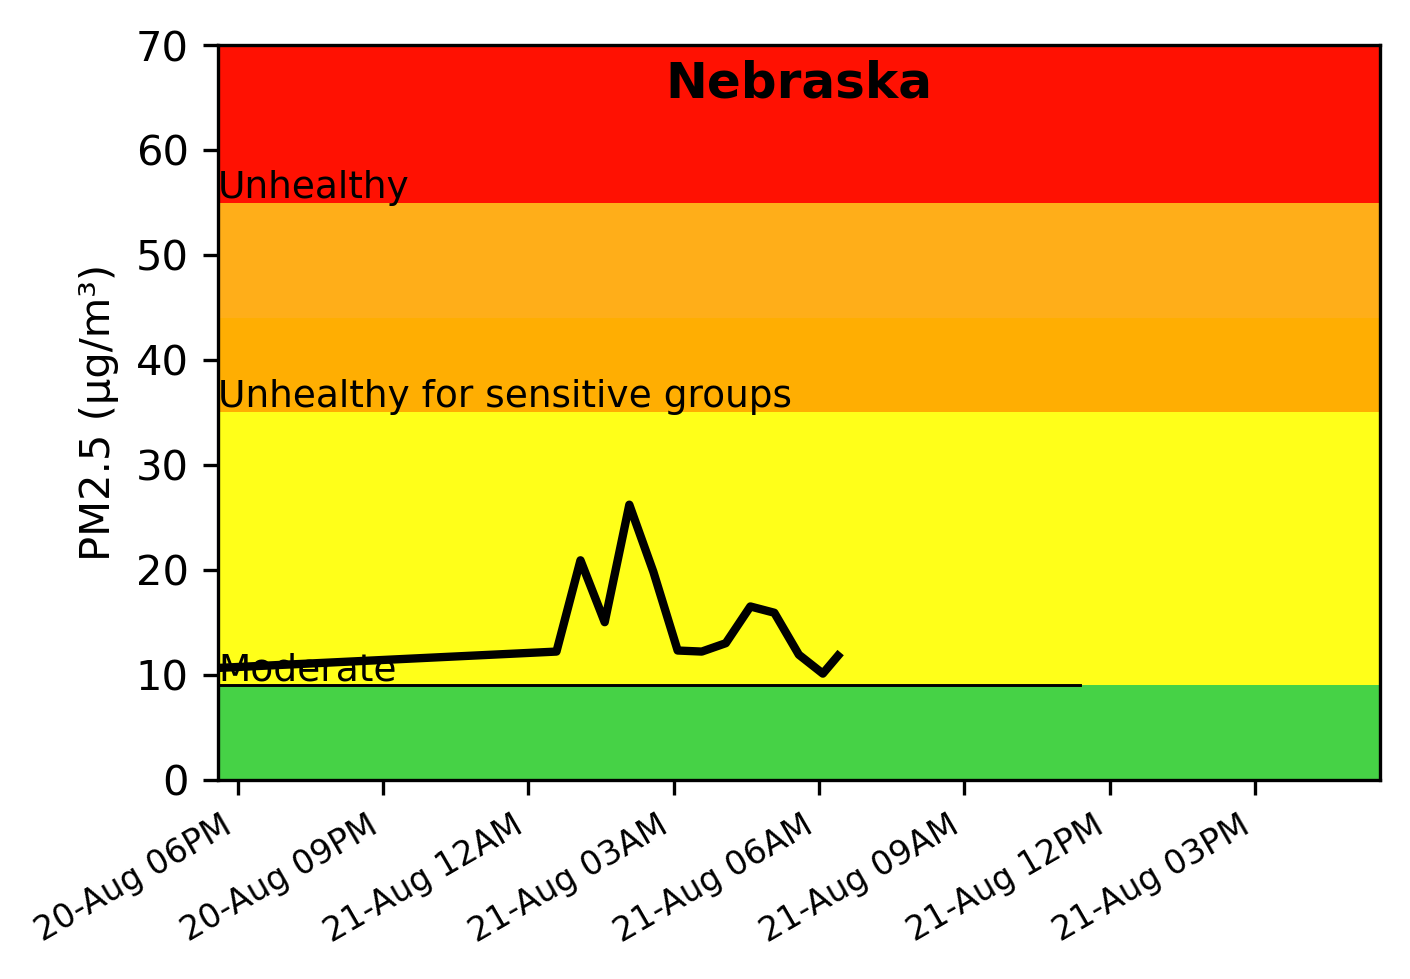 Nebraska
PM2.5 (µg/m³)
70
60
Unhealthy
50
40
Unhealthy for sensitive groups
30
20
Moderate
10
0
20-Aug 06PM
20-Aug 09PM
21-Aug 12AM
21-Aug 03AM
21-Aug 06AM
21-Aug 09AM
21-Aug 12PM
21-Aug 03PM